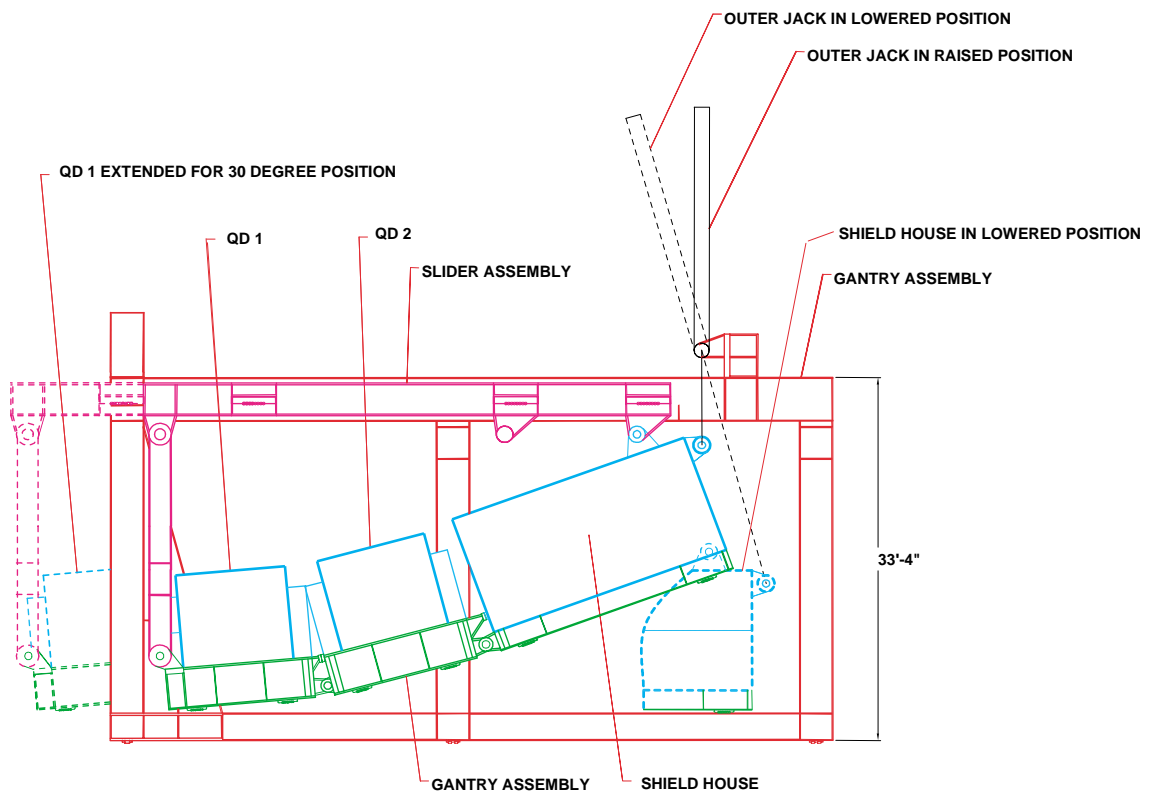 OUTER JACK IN LOWERED POSITION
OUTER JACK IN RAISED POSITION
QD 1 EXTENDED FOR 30 DEGREE POSITION
QD 1
QD 2
SHIELD HOUSE IN LOWERED POSITION
SLIDER ASSEMBLY
GANTRY ASSEMBLY
33'-4"
GANTRY ASSEMBLY
SHIELD HOUSE